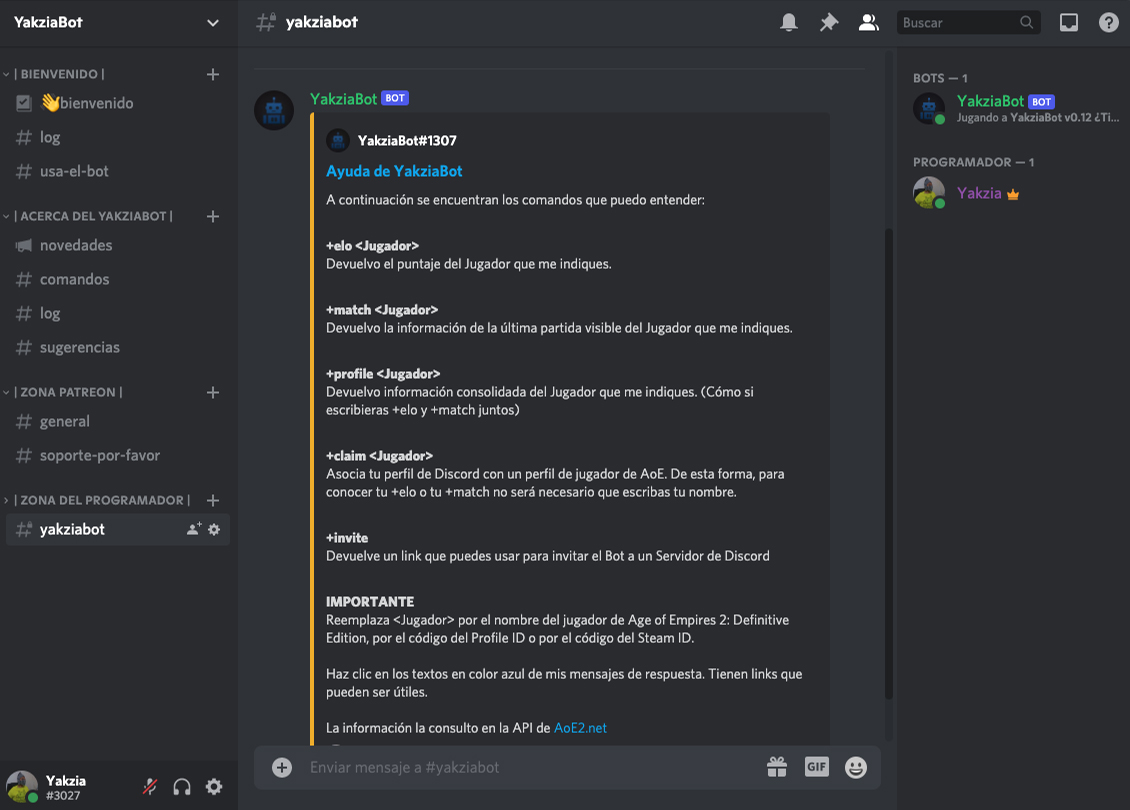 YakziaBot
| BIENVENIDO |
👋bienvenido
log
usa-el-bot
| ACERCA DEL YAKZIABOT |
novedades
comandos
log
sugerencias
| ZONA PATREON |
general
soporte-por-favor
| ZONA DEL PROGRAMADOR |
yakziabot
Yakzia
#3027
yakziabot
Buscar
YakziaBot BOT
YakziaBot#1307
Ayuda de YakziaBot
A continuación se encuentran los comandos que puedo entender:
+elo <Jugador>
Devuelvo el puntaje del Jugador que me indiques.
+match <Jugador>
Devuelvo la información de la última partida visible del Jugador que me indiques.
+profile <Jugador>
Devuelvo información consolidada del Jugador que me indiques. (Cómo si
escribieras +elo y +match juntos)
+claim <Jugador>
Asocia tu perfil de Discord con un perfil de jugador de AoE. De esta forma, para
conocer tu +elo o tu +match no será necesario que escribas tu nombre.
+invite
Devuelve un link que puedes usar para invitar el Bot a un Servidor de Discord
IMPORTANTE
Reemplaza <Jugador> por el nombre del jugador de Age of Empires 2: Definitive
Edition, por el código del Profile ID o por el código del Steam ID.
Haz clic en los textos en color azul de mis mensajes de respuesta. Tienen links que
pueden ser útiles.
La información la consulto en la API de AoE2.net
Enviar mensaje a #yakziabot
GIF
BOTS — 1
YakziaBot BOT
Jugando a YakziaBot v0.12 ¿Ti...
PROGRAMADOR — 1
Yakzia